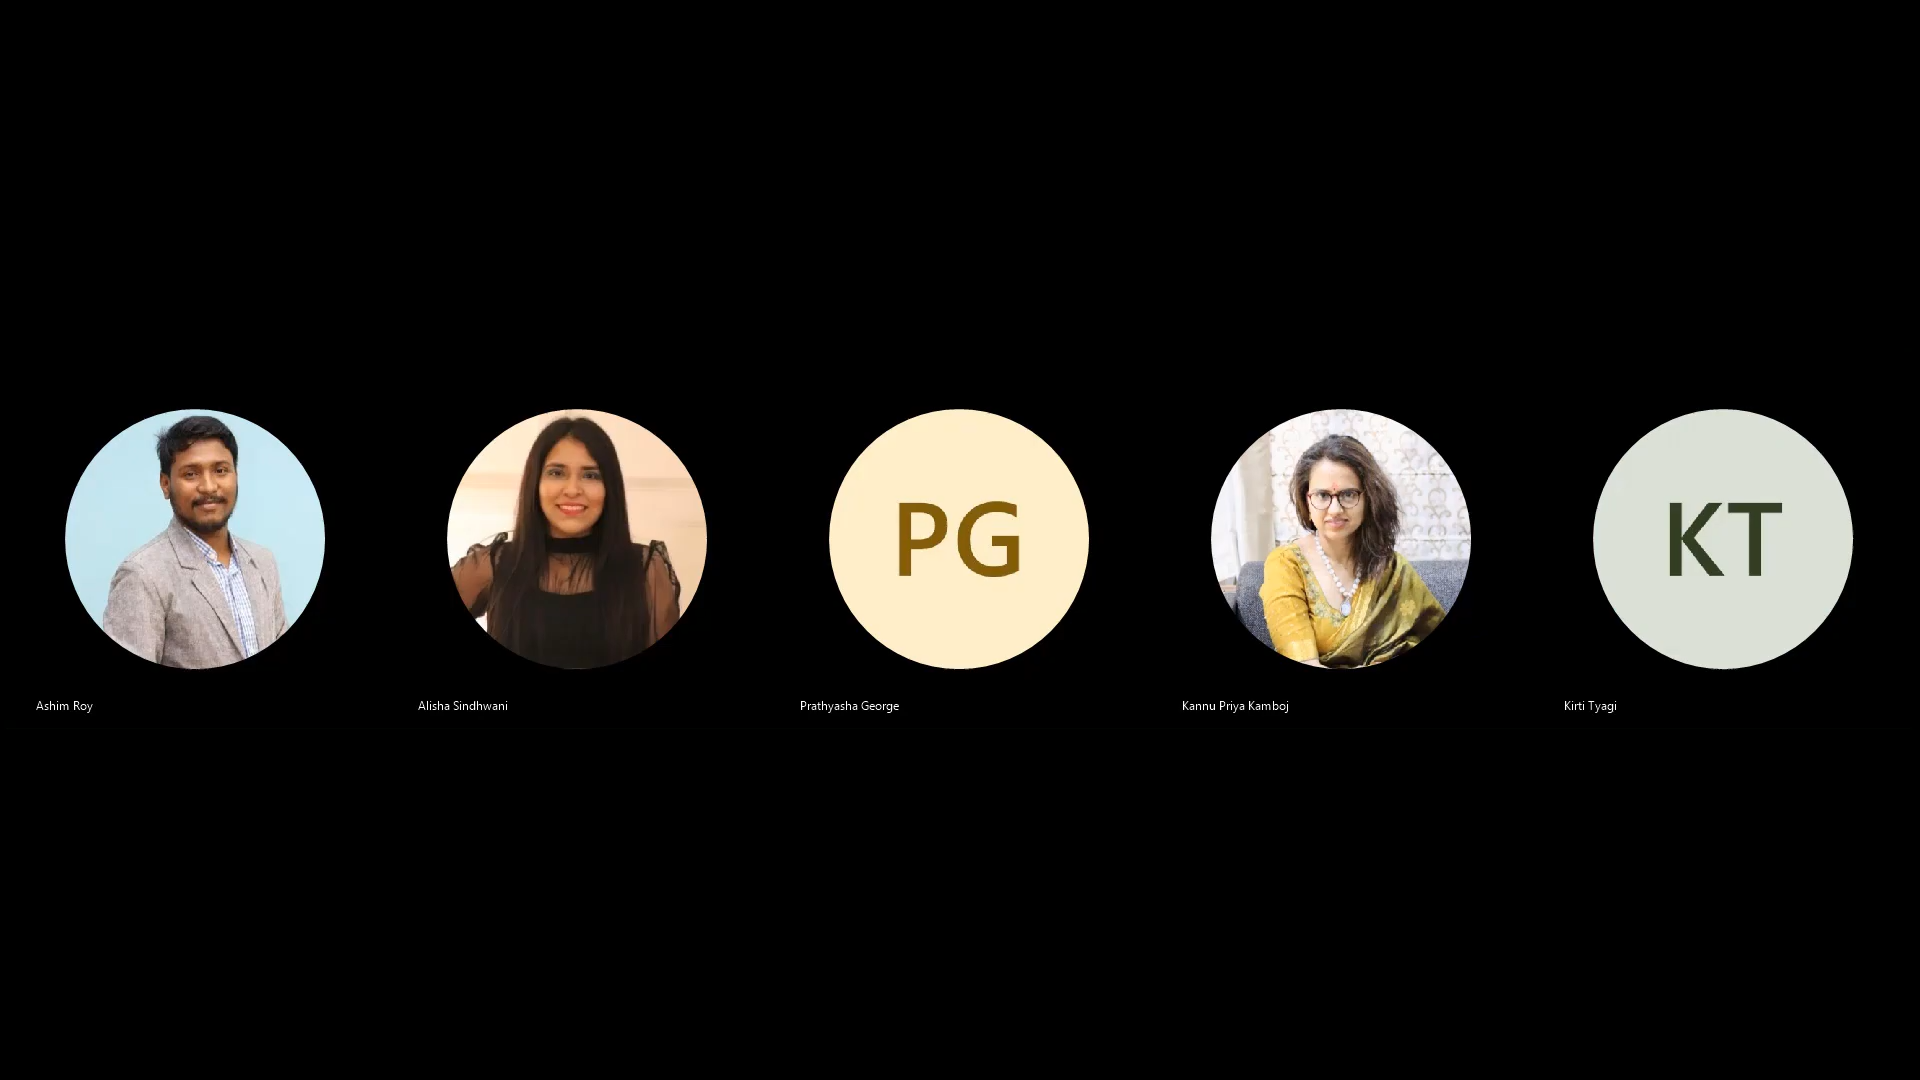 PG
KT
Ashim Roy
Alisha Sindhwani
Prathyasha George
Kannu Priya Kamboj
Kirti Tyagi